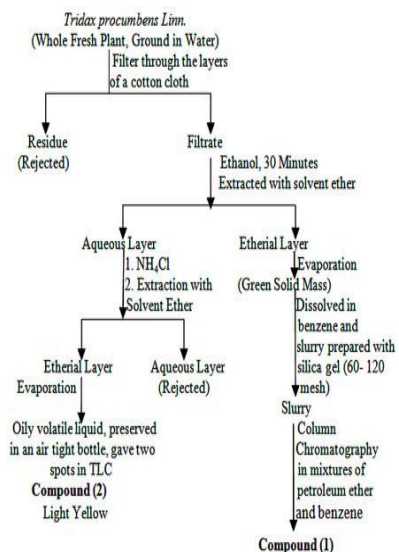 Tridax procumbens Linn.
(Whole Fresh Plant, Ground in Water)
Filter through the layers
of a cotton cloth
Residue
(Rejected)
Filtrate
Ethanol, 30 Minutes
Extracted with solvent ether
Aqueous Layer
1. NH₄Cl
2. Extraction with
Solvent Ether
Etherial Layer
Evaporation
(Green Solid Mass)
Dissolved in
benzene and
slurry prepared with
silica gel (60- 120
mesh)
Etherial Layer
Evaporation
Aqueous Layer
(Rejected)
Oily volatile liquid, preserved
in an air tight bottle, gave two
spots in TLC
Compound (2)
Light Yellow
Slurry
Column
Chromatography
in mixtures of
petroleum ether
and benzene
Compound (1)